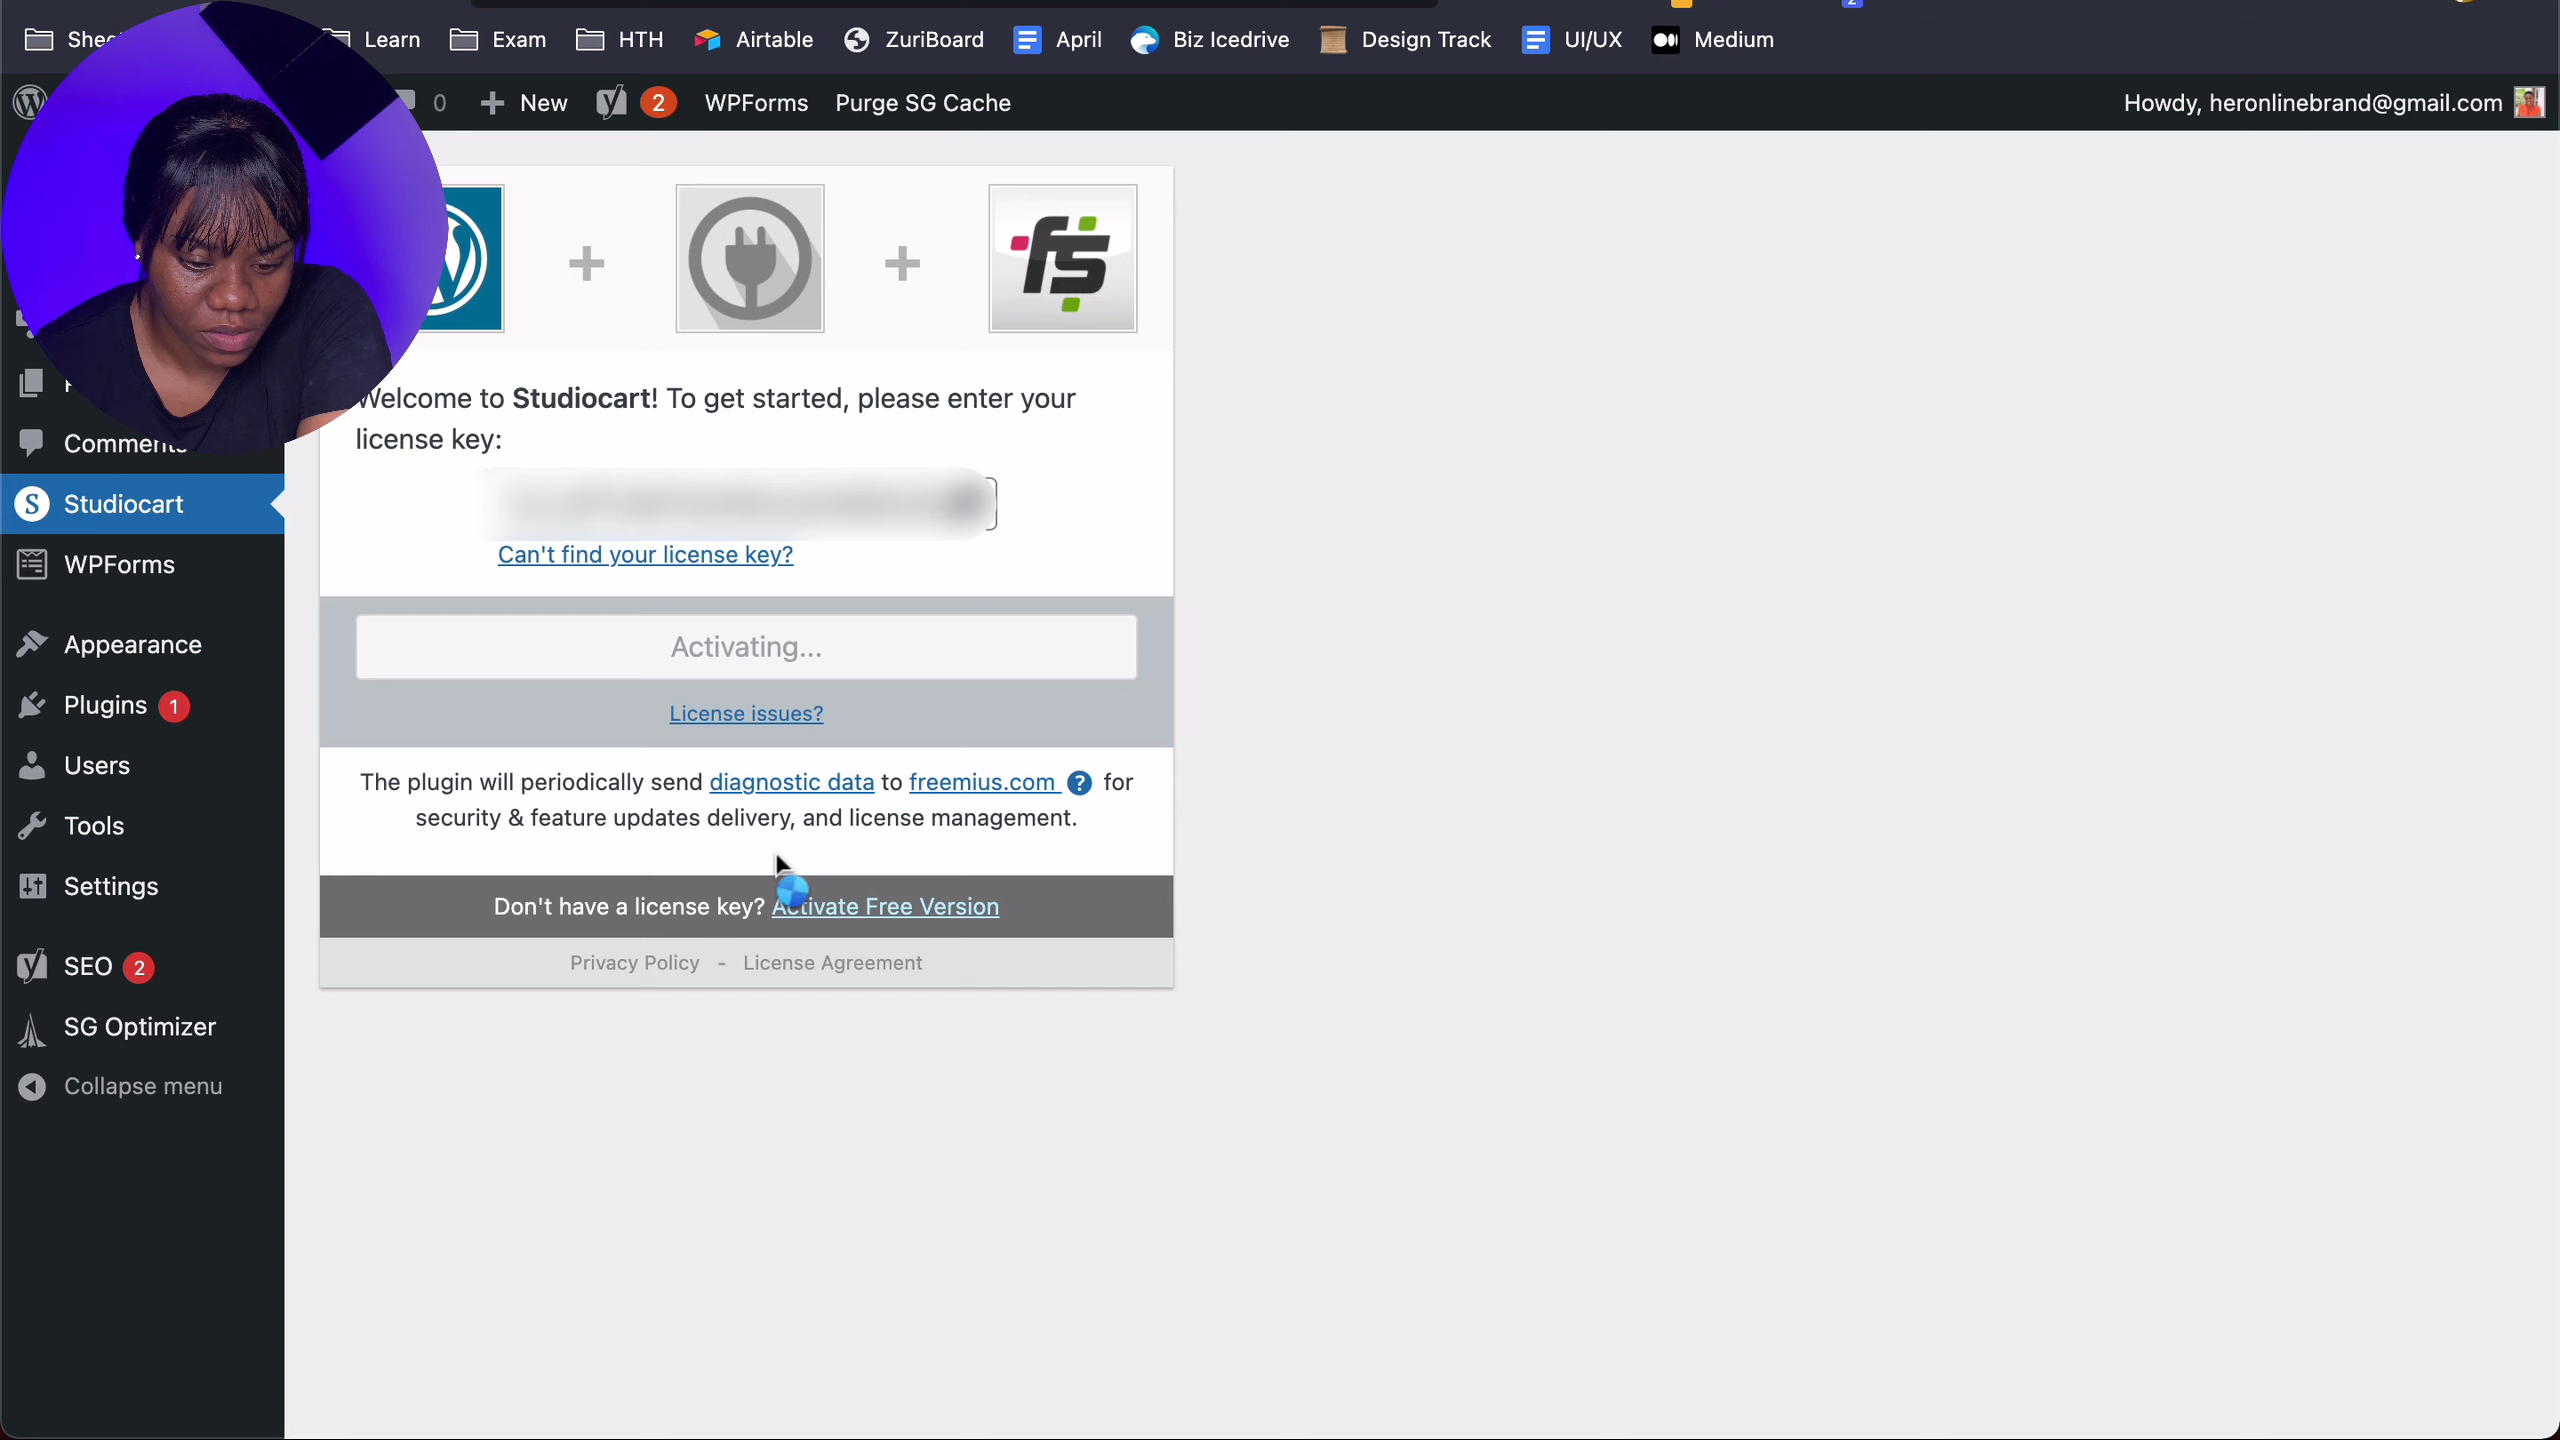 Learn
Exam
HTH
Airtable
ZuriBoard
April
Biz Icedrive
Design Track
UI/UX
Medium
0
New
2
WPForms
Purge SG Cache
Howdy, heronlinebrand@gmail.com
Welcome to Studiocart! To get started, please enter your
license key:
Can't find your license key?
Activating...
License issues?
The plugin will periodically send diagnostic data to freemius.com ? for
security & feature updates delivery, and license management.
Don't have a license key? Activate Free Version
Privacy Policy - License Agreement
Comments
Studiocart
WPForms
Appearance
Plugins 1
Users
Tools
Settings
SEO 2
SG Optimizer
Collapse menu